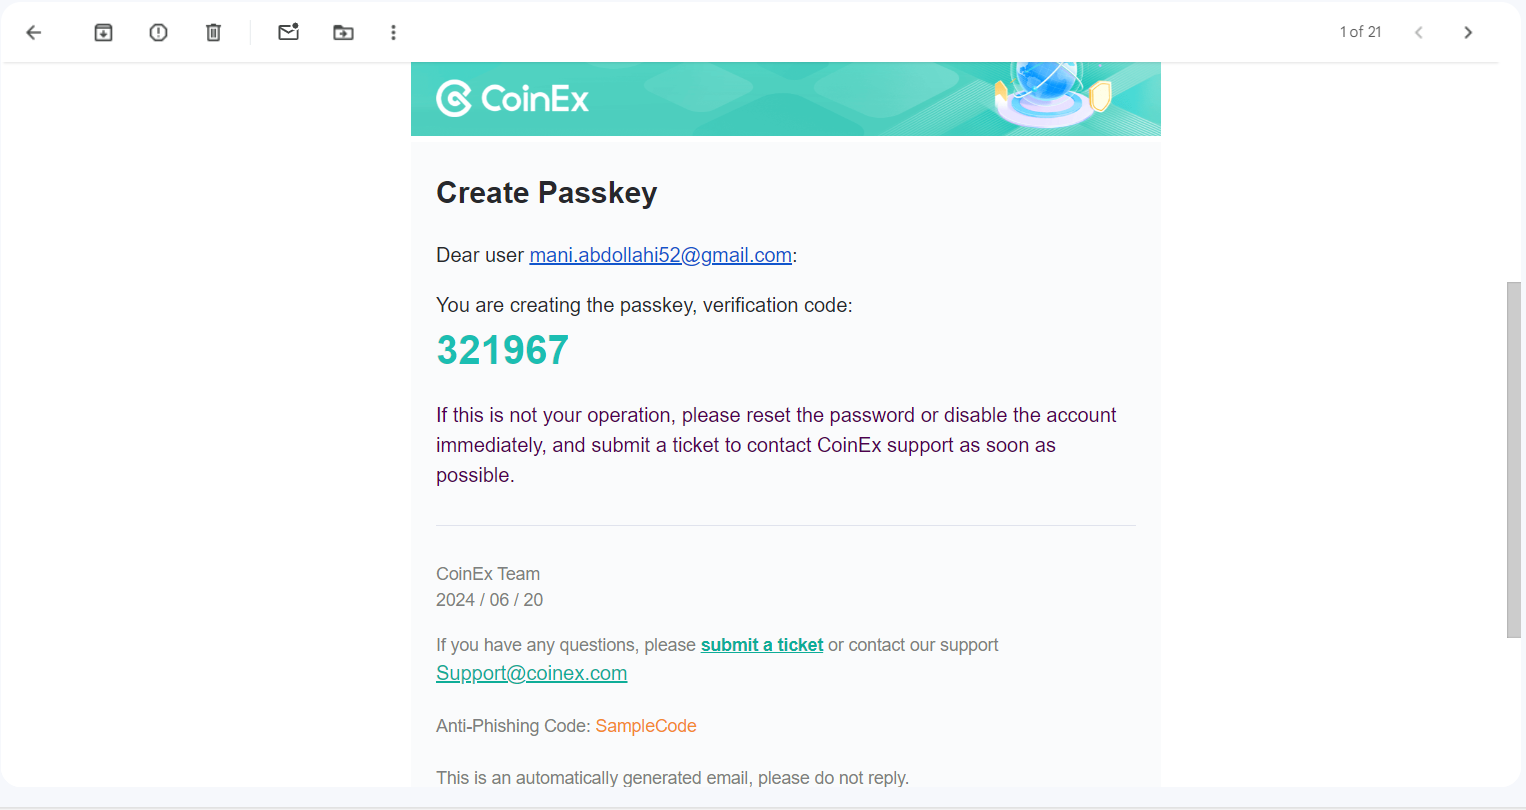 1 of 21
CoinEx
Create Passkey
Dear user mani.abdollahi52@gmail.com:
You are creating the passkey, verification code:
321967
If this is not your operation, please reset the password or disable the account
immediately, and submit a ticket to contact CoinEx support as soon as
possible.
CoinEx Team
2024 / 06 / 20
If you have any questions, please submit a ticket or contact our support
Support@coinex.com
Anti-Phishing Code: SampleCode
This is an automatically generated email, please do not reply.